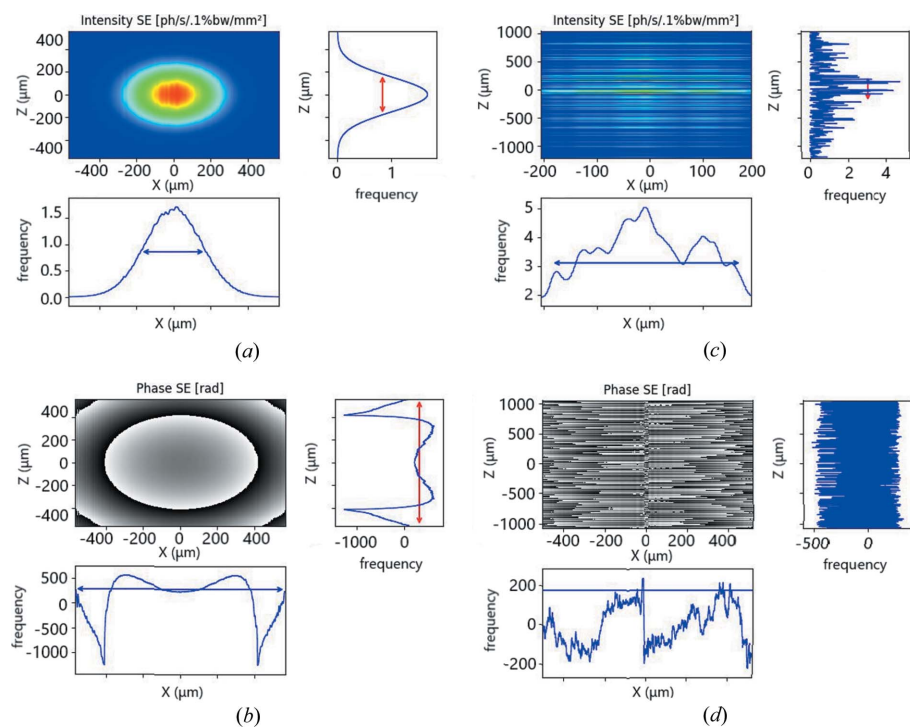 Intensity SE [ph/s/.1%bw/mm²]
400
200
0
-200
-400
Z (µm)
-400 -200 0 200 400
X (µm)
Z (µm)
0 1
frequency
1.5
1.0
0.5
0.0
frequency
X (µm)
(a)
Intensity SE [ph/s/.1%bw/mm²]
1000
500
0
-500
-1000
Z (µm)
-200 -100 0 100 200
X (µm)
Z (µm)
0 2 4
frequency
5
4
3
2
frequency
X (µm)
(c)
Phase SE [rad]
400
200
0
-200
-400
Z (µm)
-400 -200 0 200 400
X (µm)
Z (µm)
-1000 0
frequency
500
0
-500
-1000
frequency
X (µm)
(b)
Phase SE [rad]
1000
500
0
-500
-1000
Z (µm)
-400 -200 0 200 400
X (µm)
Z (µm)
-500 0
frequency
200
0
-200
frequency
X (µm)
(d)